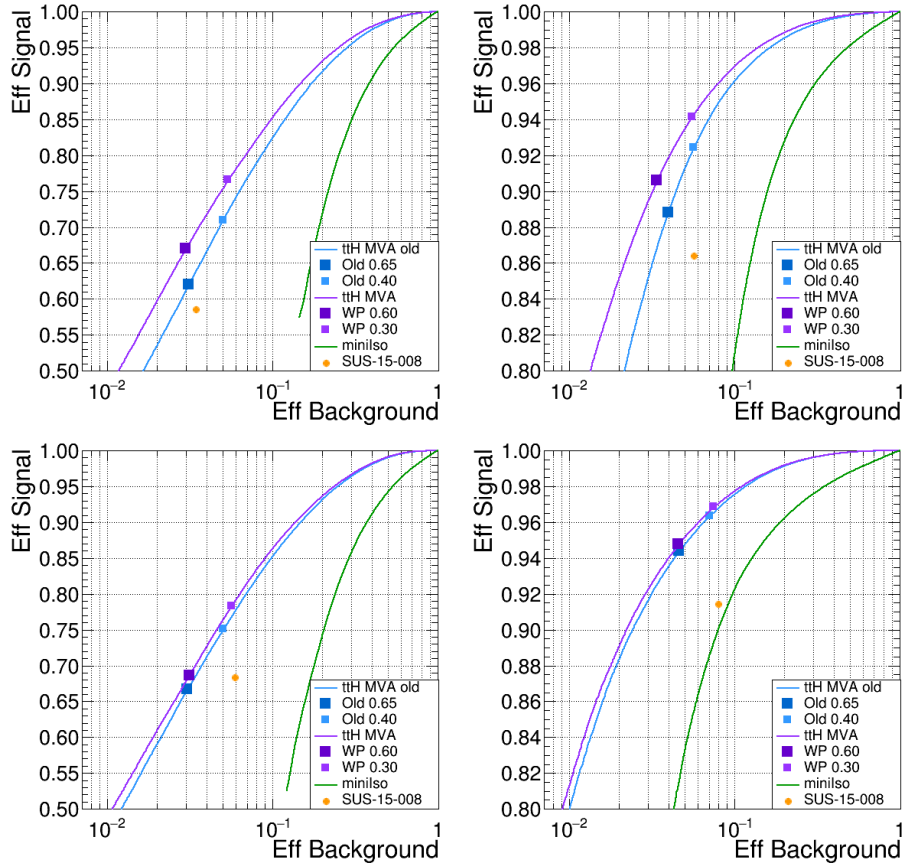 Eff Signal
1.00
0.95
0.90
0.85
0.80
0.75
0.70
0.65
0.60
0.55
0.50
ttH MVA old
Old 0.65
Old 0.40
ttH MVA
WP 0.60
WP 0.30
miniIso
SUS-15-008
10⁻² 10⁻¹ 1
Eff Background
Eff Signal
1.00
0.98
0.96
0.94
0.92
0.90
0.88
0.86
0.84
0.82
0.80
ttH MVA old
Old 0.65
Old 0.40
ttH MVA
WP 0.60
WP 0.30
miniIso
SUS-15-008
10⁻² 10⁻¹ 1
Eff Background
Eff Signal
1.00
0.95
0.90
0.85
0.80
0.75
0.70
0.65
0.60
0.55
0.50
ttH MVA old
Old 0.65
Old 0.40
ttH MVA
WP 0.60
WP 0.30
miniIso
SUS-15-008
10⁻² 10⁻¹ 1
Eff Background
Eff Signal
1.00
0.98
0.96
0.94
0.92
0.90
0.88
0.86
0.84
0.82
0.80
ttH MVA old
Old 0.65
Old 0.40
ttH MVA
WP 0.60
WP 0.30
miniIso
SUS-15-008
10⁻² 10⁻¹ 1
Eff Background